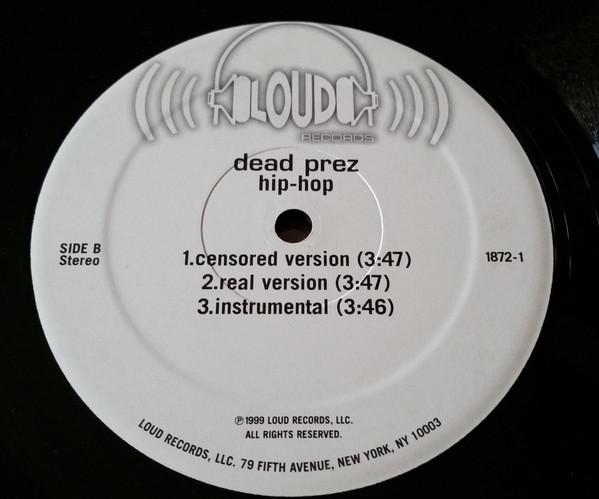 LOUD
RECORDS
dead prez
hip-hop
SIDE B
Stereo
1.censored version (3:47)
2.real version (3:47)
3.instrumental (3:46)
1872-1
℗1999 LOUD RECORDS, LLC.
ALL RIGHTS RESERVED.
LOUD RECORDS, LLC. 79 FIFTH AVENUE, NEW YORK, NY 10003